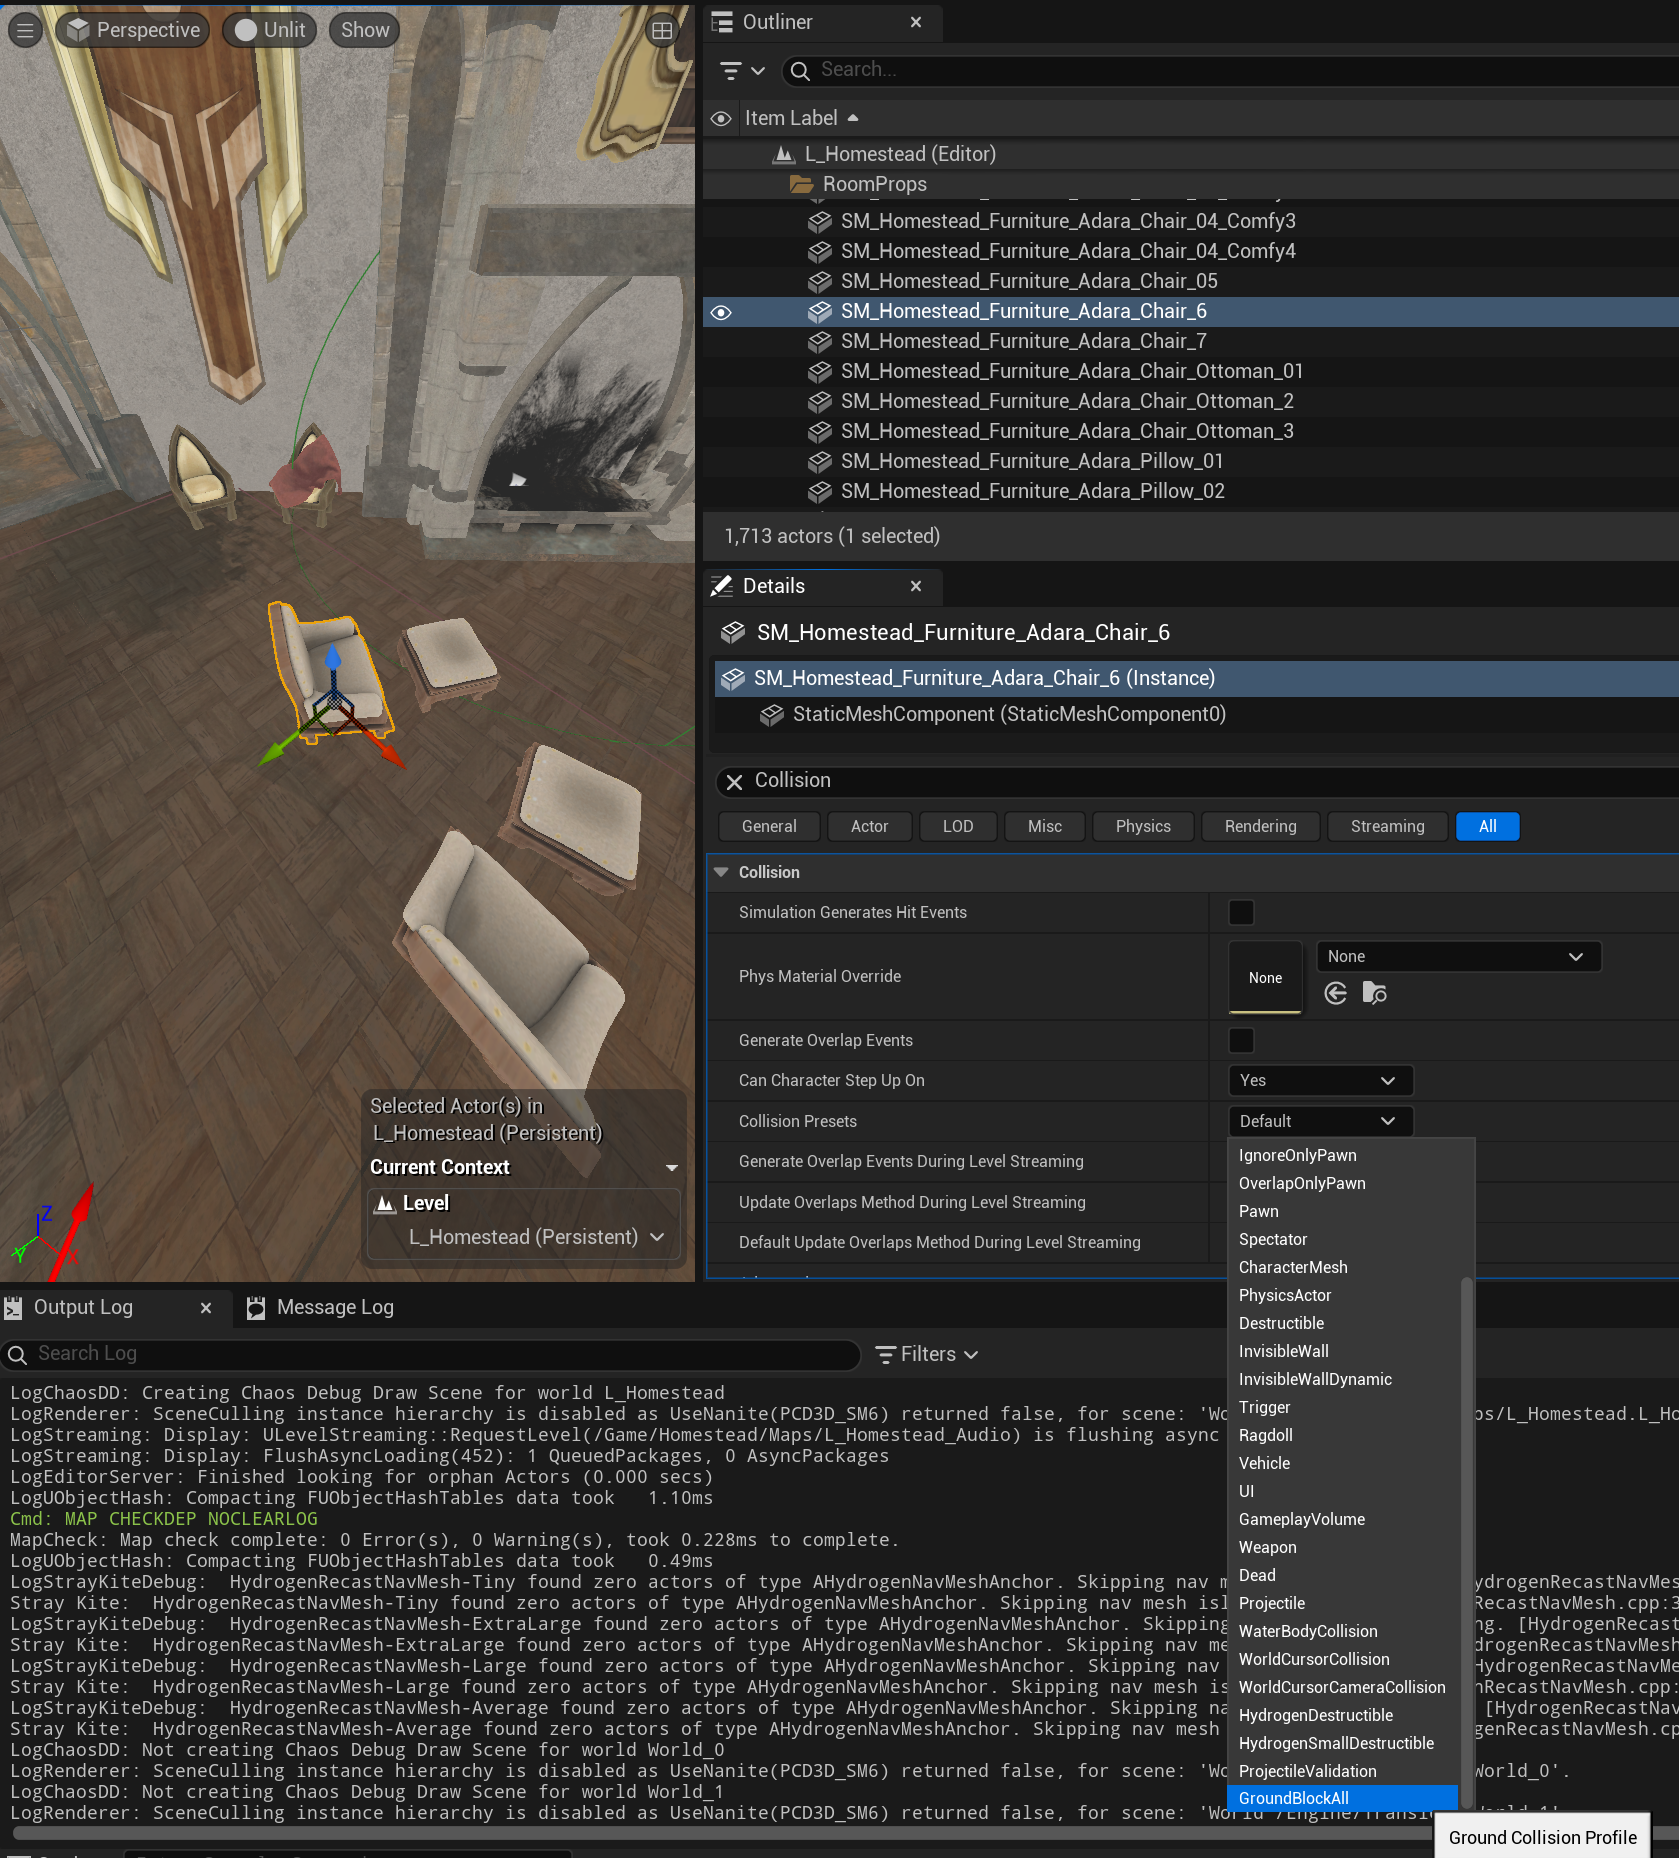 Perspective
Unlit
Show
Outliner
Search...
Item Label
L_Homestead (Editor)
RoomProps
SM_Homestead_Furniture_Adara_Chair_04_Comfy3
SM_Homestead_Furniture_Adara_Chair_04_Comfy4
SM_Homestead_Furniture_Adara_Chair_05
SM_Homestead_Furniture_Adara_Chair_6
SM_Homestead_Furniture_Adara_Chair_7
SM_Homestead_Furniture_Adara_Chair_Ottoman_01
SM_Homestead_Furniture_Adara_Chair_Ottoman_2
SM_Homestead_Furniture_Adara_Chair_Ottoman_3
SM_Homestead_Furniture_Adara_Pillow_01
SM_Homestead_Furniture_Adara_Pillow_02
1,713 actors (1 selected)
Details
SM_Homestead_Furniture_Adara_Chair_6
SM_Homestead_Furniture_Adara_Chair_6 (Instance)
StaticMeshComponent (StaticMeshComponent0)
Collision
General
Actor
LOD
Misc
Physics
Rendering
Streaming
All
Collision
Simulation Generates Hit Events
Phys Material Override
None
None
Generate Overlap Events
Can Character Step Up On
Yes
Collision Presets
Default
Generate Overlap Events During Level Streaming
Update Overlaps Method During Level Streaming
Default Update Overlaps Method During Level Streaming
IgnoreOnlyPawn
OverlapOnlyPawn
Pawn
Spectator
CharacterMesh
PhysicsActor
Destructible
InvisibleWall
InvisibleWallDynamic
Trigger
Ragdoll
Vehicle
UI
GameplayVolume
Weapon
Dead
Projectile
WaterBodyCollision
WorldCursorCollision
WorldCursorCameraCollision
HydrogenDestructible
HydrogenSmallDestructible
ProjectileValidation
GroundBlockAll
Ground Collision Profile
Selected Actor(s) in
L_Homestead (Persistent)
Current Context
Level
L_Homestead (Persistent)
Z
Y
X
Output Log
Message Log
Search Log
Filters
LogChaosDD: Creating Chaos Debug Draw Scene for world L_Homestead
LogRenderer: SceneCulling instance hierarchy is disabled as UseNanite(PCD3D_SM6) returned false, for scene: 'Wo ps/L_Homestead.L_Ho
LogStreaming: Display: ULevelStreaming::RequestLevel(/Game/Homestead/Maps/L_Homestead_Audio) is flushing async
LogStreaming: Display: FlushAsyncLoading(452): 1 QueuedPackages, 0 AsyncPackages
LogEditorServer: Finished looking for orphan Actors (0.000 secs)
LogUObjectHash: Compacting FUObjectHashTables data took   1.10ms
Cmd: MAP CHECKDEP NOCLEARLOG
MapCheck: Map check complete: 0 Error(s), 0 Warning(s), took 0.228ms to complete.
LogUObjectHash: Compacting FUObjectHashTables data took   0.49ms
LogStrayKiteDebug:  HydrogenRecastNavMesh-Tiny found zero actors of type AHydrogenNavMeshAnchor. Skipping nav m ydrogenRecastNavMes
Stray Kite:  HydrogenRecastNavMesh-Tiny found zero actors of type AHydrogenNavMeshAnchor. Skipping nav mesh isl RecastNavMesh.cpp:3
LogStrayKiteDebug:  HydrogenRecastNavMesh-ExtraLarge found zero actors of type AHydrogenNavMeshAnchor. Skipping ng. [HydrogenRecast
Stray Kite:  HydrogenRecastNavMesh-ExtraLarge found zero actors of type AHydrogenNavMeshAnchor. Skipping nav me drogenRecastNavMesh
LogStrayKiteDebug:  HydrogenRecastNavMesh-Large found zero actors of type AHydrogenNavMeshAnchor. Skipping nav HydrogenRecastNavMe
Stray Kite:  HydrogenRecastNavMesh-Large found zero actors of type AHydrogenNavMeshAnchor. Skipping nav mesh is nRecastNavMesh.cpp:
LogStrayKiteDebug:  HydrogenRecastNavMesh-Average found zero actors of type AHydrogenNavMeshAnchor. Skipping na [HydrogenRecastNav
Stray Kite:  HydrogenRecastNavMesh-Average found zero actors of type AHydrogenNavMeshAnchor. Skipping nav mesh genRecastNavMesh.cp
LogChaosDD: Not creating Chaos Debug Draw Scene for world World_0
LogRenderer: SceneCulling instance hierarchy is disabled as UseNanite(PCD3D_SM6) returned false, for scene: 'Wo World_0'.
LogChaosDD: Not creating Chaos Debug Draw Scene for world World_1
LogRenderer: SceneCulling instance hierarchy is disabled as UseNanite(PCD3D_SM6) returned false, for scene: 'World